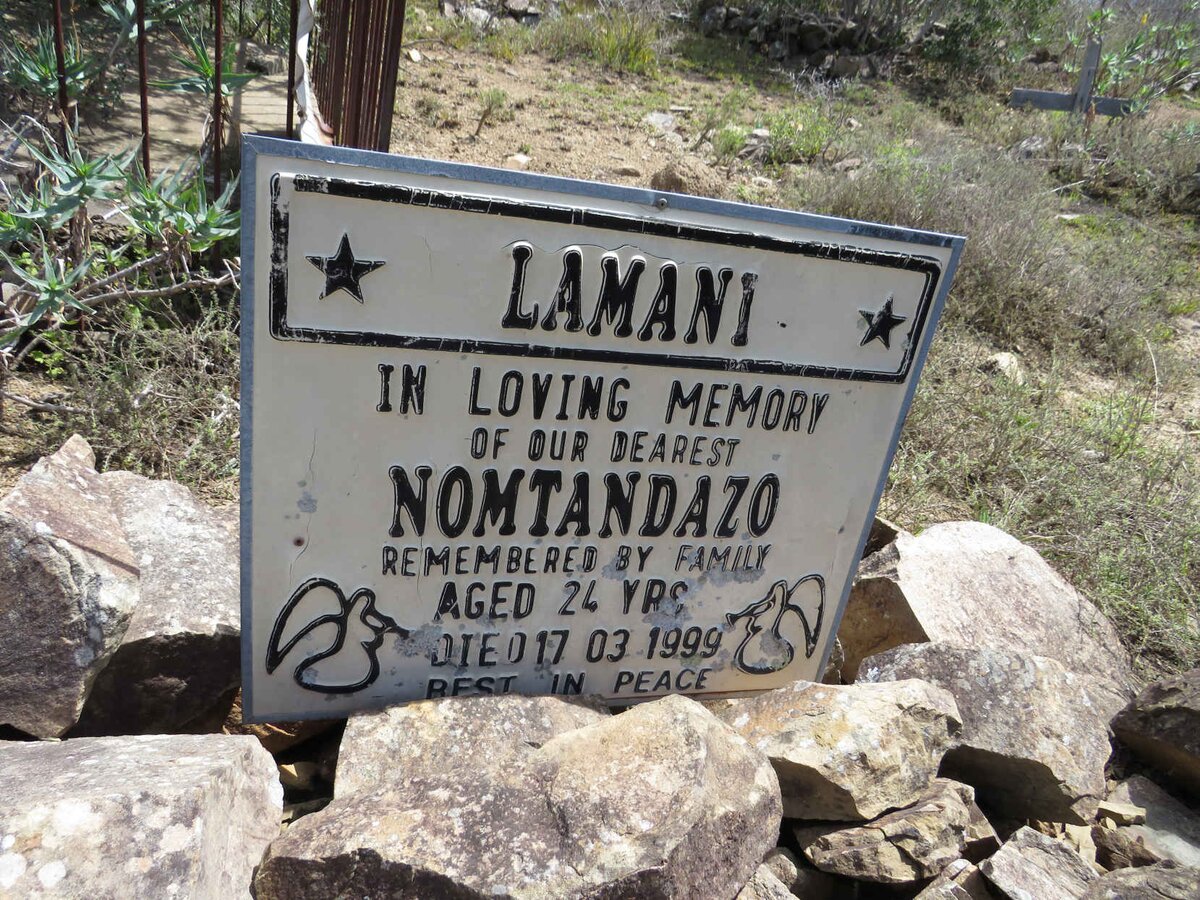 LAMANI
IN LOVING MEMORY
OF OUR DEAREST
NOMTANDAZO
REMEMBERED BY FAMILY
AGED 24 YRS
DIED 17 03 1999
REST IN PEACE